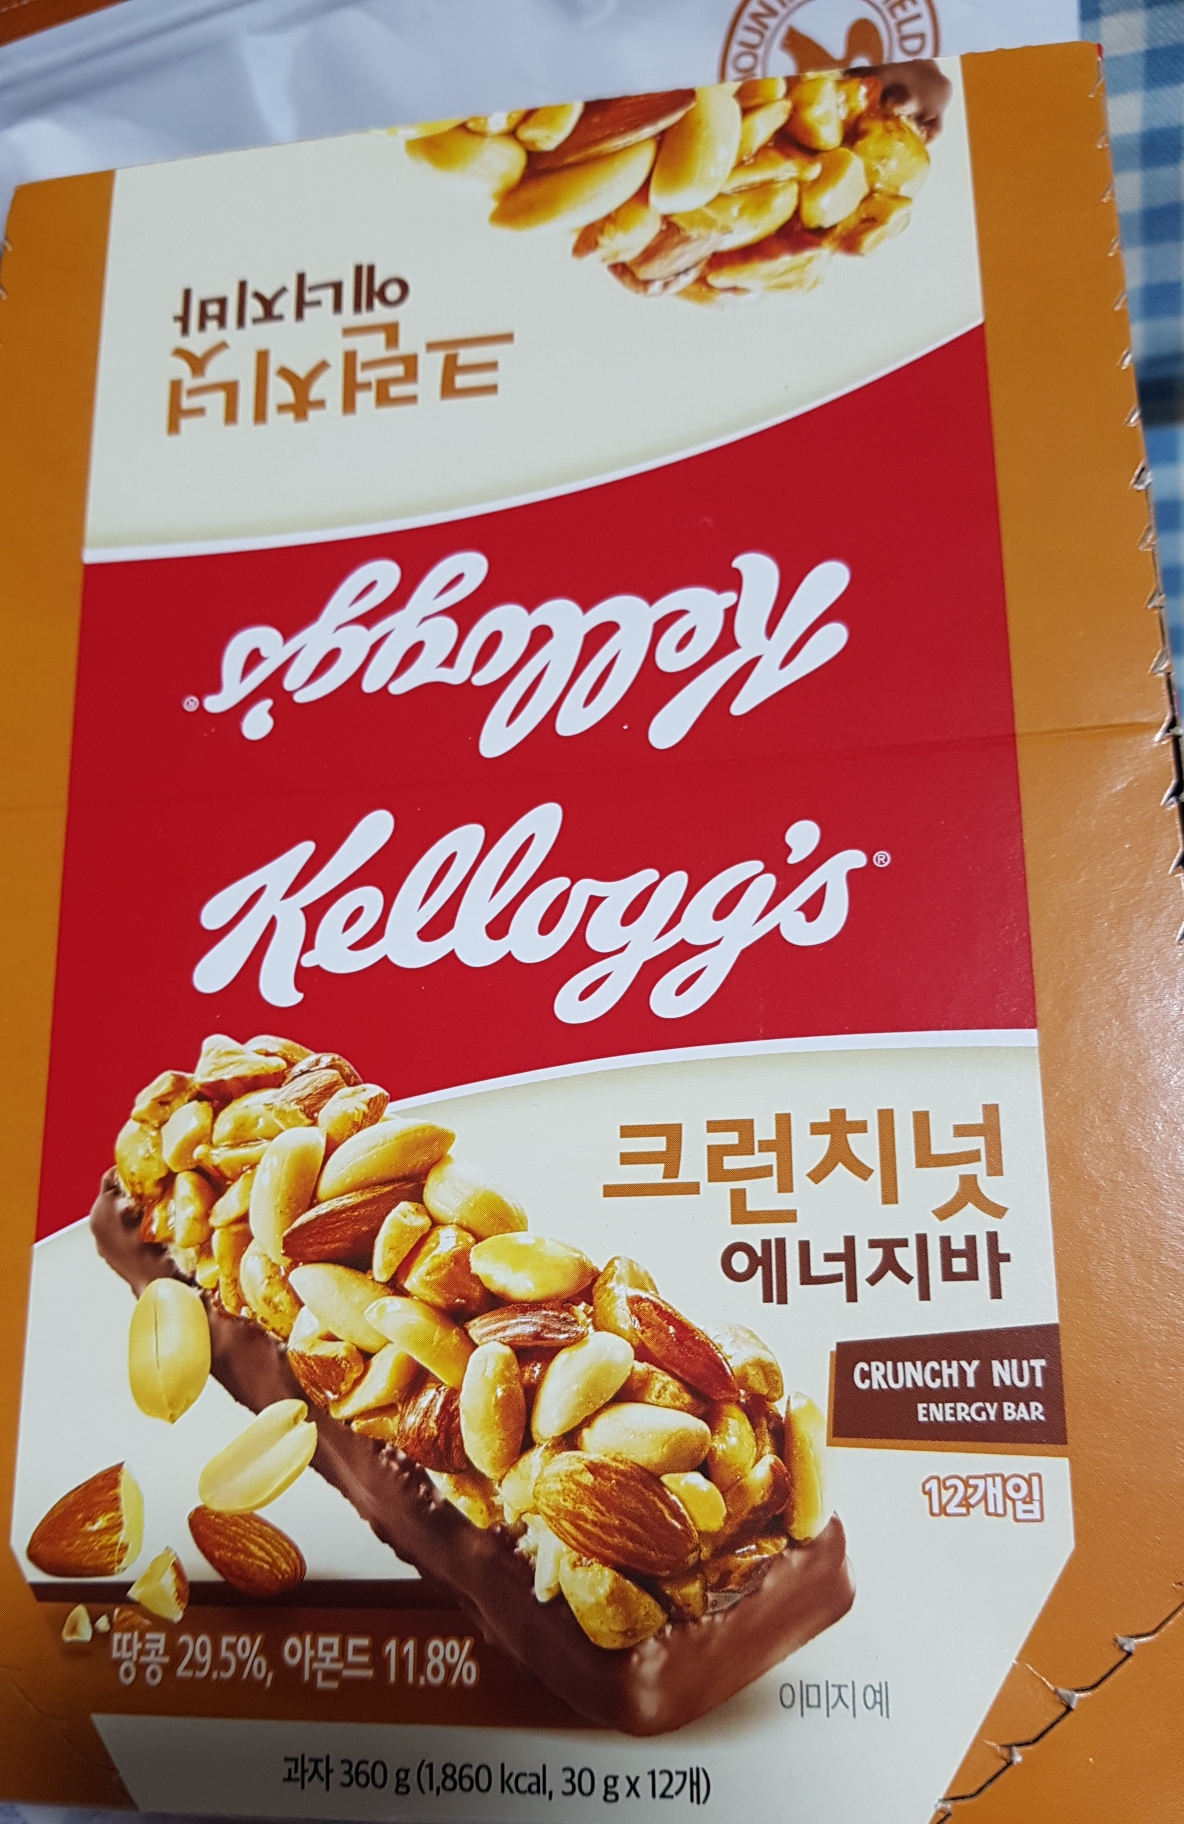 OUN
ELD
크런치넛
에너지바
Kellogg's®
Kellogg's®
크런치넛
에너지바
CRUNCHY NUT
ENERGY BAR
12개입
땅콩 29.5%, 아몬드 11.8%
이미지 예
과자 360 g (1,860 kcal, 30 g x 12개)